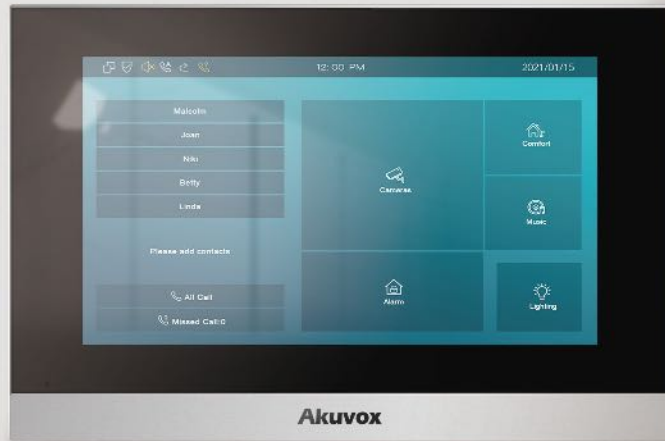 12:00 PM
2021/01/15
Malcolm
Joan
Niki
Betty
Linda
Please add contacts
All Call
Missed Call:0
Cameras
Alarm
Comfort
Music
Lighting
Akuvox